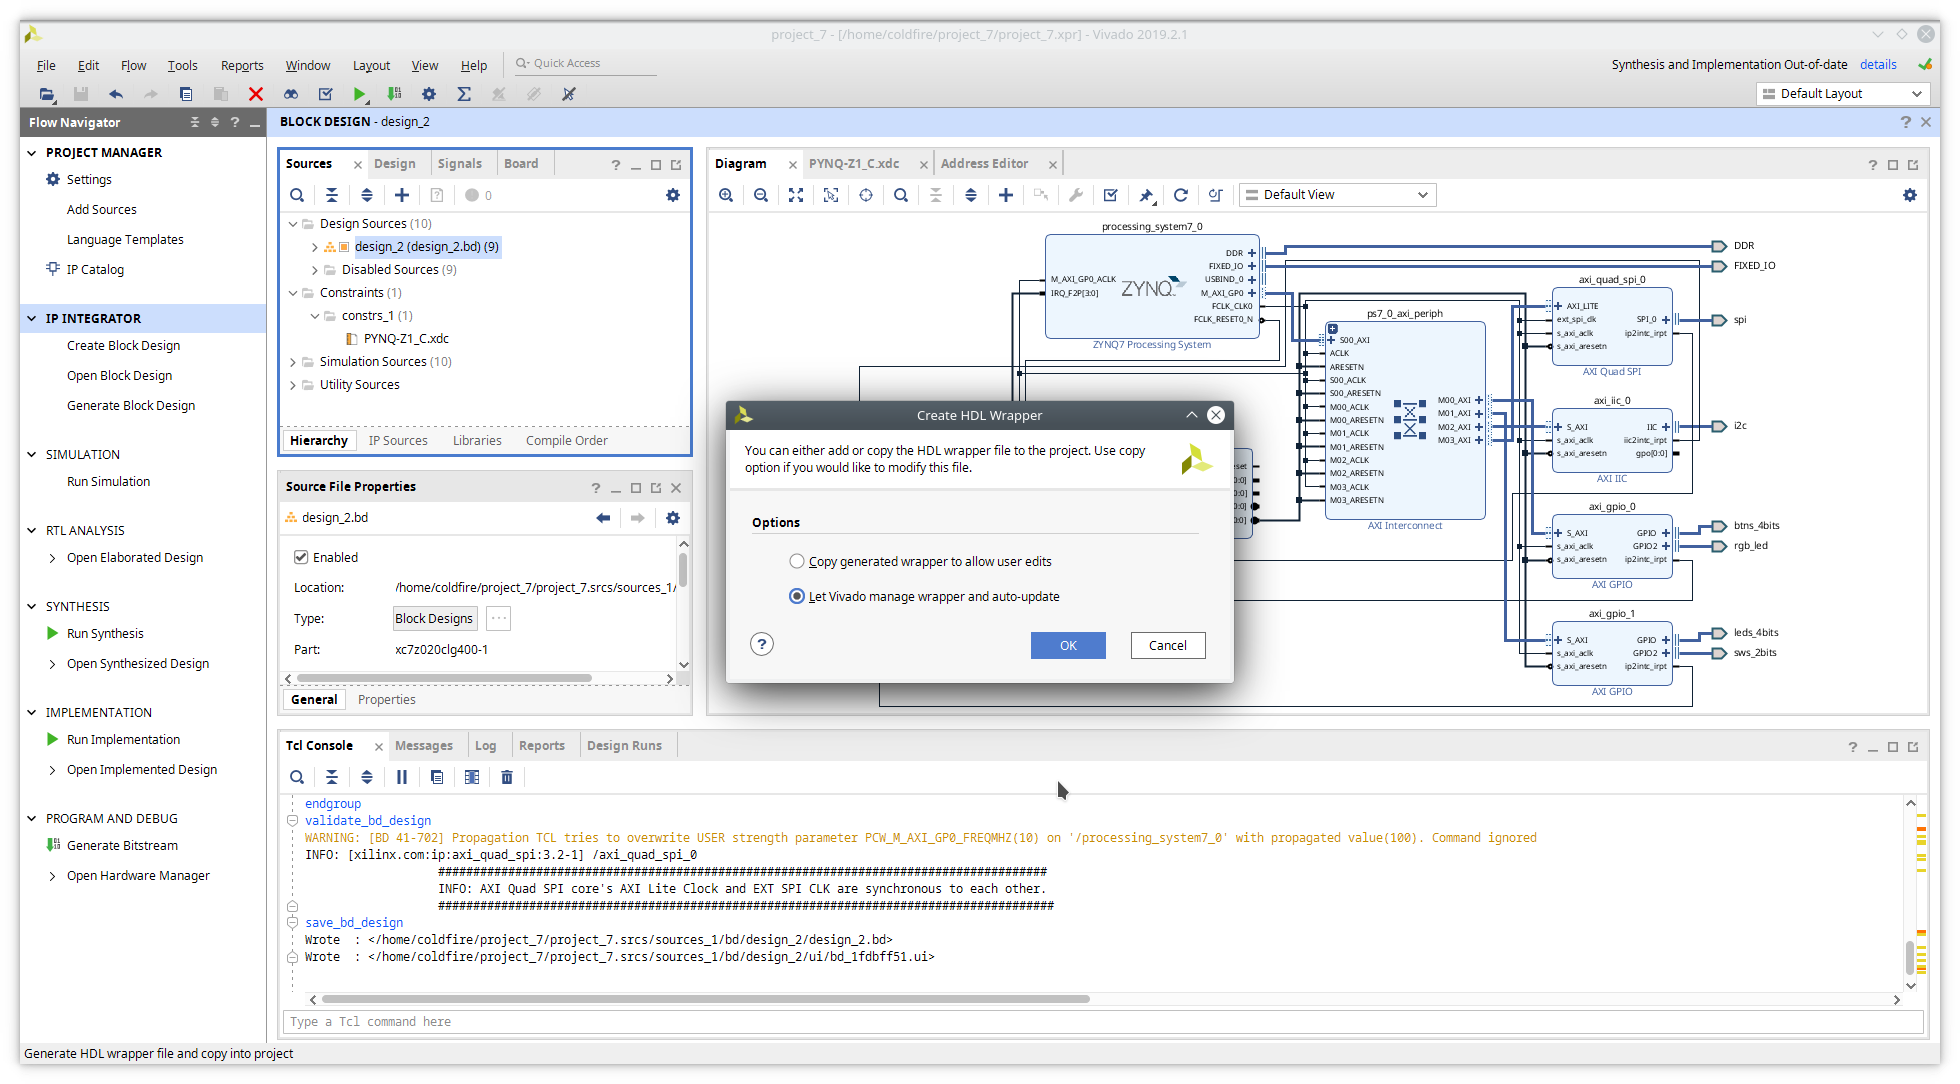 project_7 - [/home/coldfire/project_7/project_7.xpr] - Vivado 2019.2.1
File Edit Flow Tools Reports Window Layout View Help Quick Access
Synthesis and Implementation Out-of-date details
Default Layout
Flow Navigator
PROJECT MANAGER
Settings
Add Sources
Language Templates
IP Catalog
IP INTEGRATOR
Create Block Design
Open Block Design
Generate Block Design
SIMULATION
Run Simulation
RTL ANALYSIS
Open Elaborated Design
SYNTHESIS
Run Synthesis
Open Synthesized Design
IMPLEMENTATION
Run Implementation
Open Implemented Design
PROGRAM AND DEBUG
Generate Bitstream
Open Hardware Manager
BLOCK DESIGN - design_2
Sources Design Signals Board
0
Design Sources (10)
design_2 (design_2.bd) (9)
Disabled Sources (9)
Constraints (1)
constrs_1 (1)
PYNQ-Z1_C.xdc
Simulation Sources (10)
Utility Sources
Hierarchy IP Sources Libraries Compile Order
Source File Properties
design_2.bd
Enabled
Location: /home/coldfire/project_7/project_7.srcs/sources_1/
Type: Block Designs ...
Part: xc7z020clg400-1
General Properties
Diagram PYNQ-Z1_C.xdc Address Editor
Default View
processing_system7_0
M_AXI_GP0_ACLK
IRQ_F2P[3:0]
ZYNQ
DDR
FIXED_IO
USBIND_0
M_AXI_GP0
FCLK_CLK0
FCLK_RESET0_N
ZYNQ7 Processing System
ps7_0_axi_periph
S00_AXI
ACLK
ARESETN
S00_ACLK
S00_ARESETN
M00_ACLK
M00_ARESETN
M01_ACLK
M01_ARESETN
M02_ACLK
M02_ARESETN
M03_ACLK
M03_ARESETN
M00_AXI
M01_AXI
M02_AXI
M03_AXI
AXI Interconnect
axi_quad_spi_0
AXI_LITE
ext_spi_clk
s_axi_aclk
s_axi_aresetn
SPI_0
ip2intc_irpt
AXI Quad SPI
axi_iic_0
S_AXI
s_axi_aclk
s_axi_aresetn
IIC
iic2intc_irpt
gpo[0:0]
AXI IIC
axi_gpio_0
S_AXI
s_axi_aclk
s_axi_aresetn
GPIO
GPIO2
ip2intc_irpt
AXI GPIO
axi_gpio_1
S_AXI
s_axi_aclk
s_axi_aresetn
GPIO
GPIO2
ip2intc_irpt
AXI GPIO
DDR
FIXED_IO
spi
i2c
btns_4bits
rgb_led
leds_4bits
sws_2bits
Create HDL Wrapper
You can either add or copy the HDL wrapper file to the project. Use copy
option if you would like to modify this file.
Options
Copy generated wrapper to allow user edits
Let Vivado manage wrapper and auto-update
? OK Cancel
Tcl Console Messages Log Reports Design Runs
endgroup
validate_bd_design
WARNING: [BD 41-702] Propagation TCL tries to overwrite USER strength parameter PCW_M_AXI_GP0_FREQMHZ(10) on '/processing_system7_0' with propagated value(100). Command ignored
INFO: [xilinx.com:ip:axi_quad_spi:3.2-1] /axi_quad_spi_0
INFO: AXI Quad SPI core's AXI Lite Clock and EXT SPI CLK are synchronous to each other.
save_bd_design
Wrote : </home/coldfire/project_7/project_7.srcs/sources_1/bd/design_2/design_2.bd>
Wrote : </home/coldfire/project_7/project_7.srcs/sources_1/bd/design_2/ui/bd_1fdbff51.ui>
Type a Tcl command here
Generate HDL wrapper file and copy into project